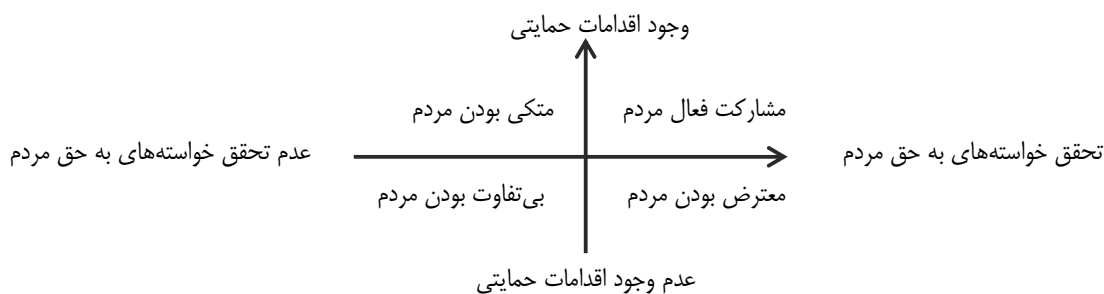 وجود اقدامات حمایتی
مشارکت فعال مردم
متکی بودن مردم
تحقق خواسته‌های به حق مردم
عدم تحقق خواسته‌های به حق مردم
معترض بودن مردم
بی‌تفاوت بودن مردم
عدم وجود اقدامات حمایتی